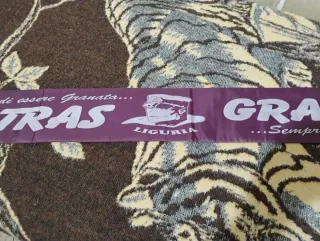 di essere Granata...
TRAS
LIGURIA
GRA
...Sempr